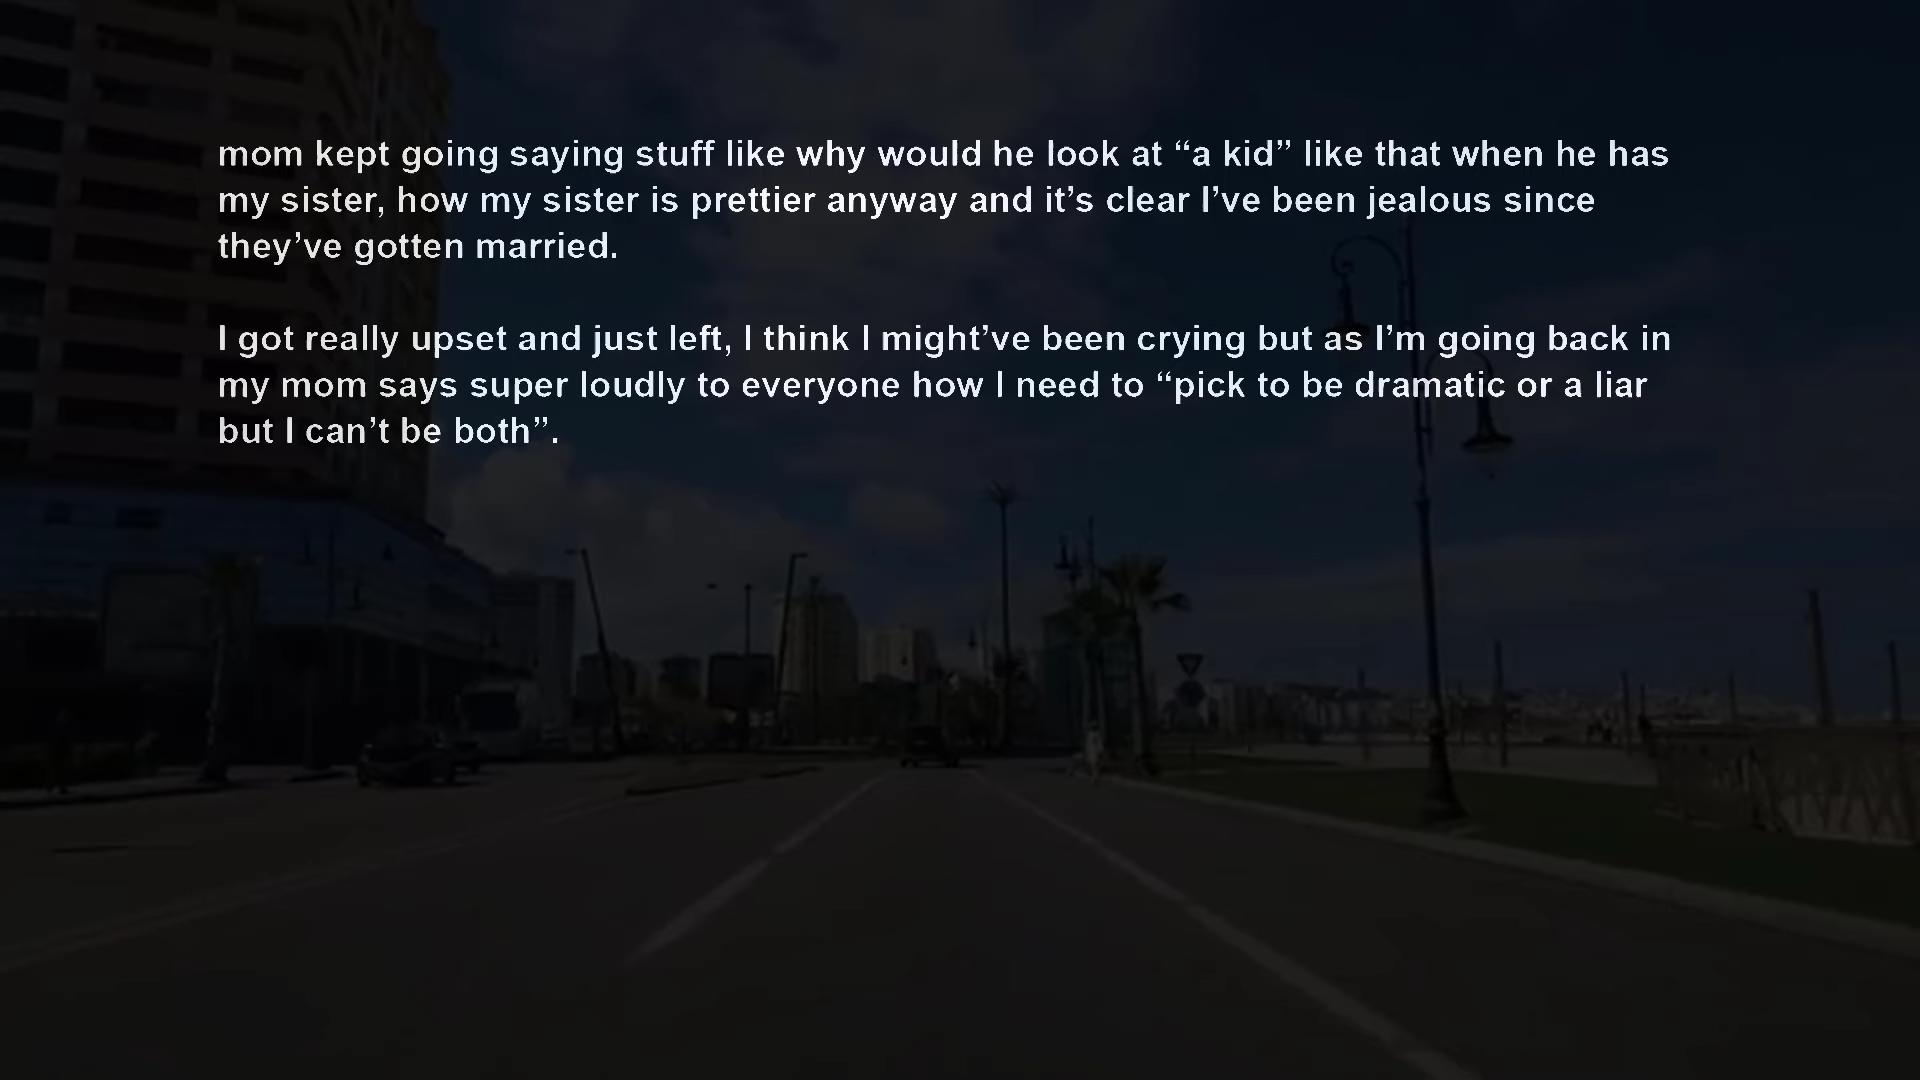 mom kept going saying stuff like why would he look at “a kid” like that when he has
my sister, how my sister is prettier anyway and it’s clear I’ve been jealous since
they’ve gotten married.
I got really upset and just left, I think I might’ve been crying but as I’m going back in
my mom says super loudly to everyone how I need to “pick to be dramatic or a liar
but I can’t be both”.